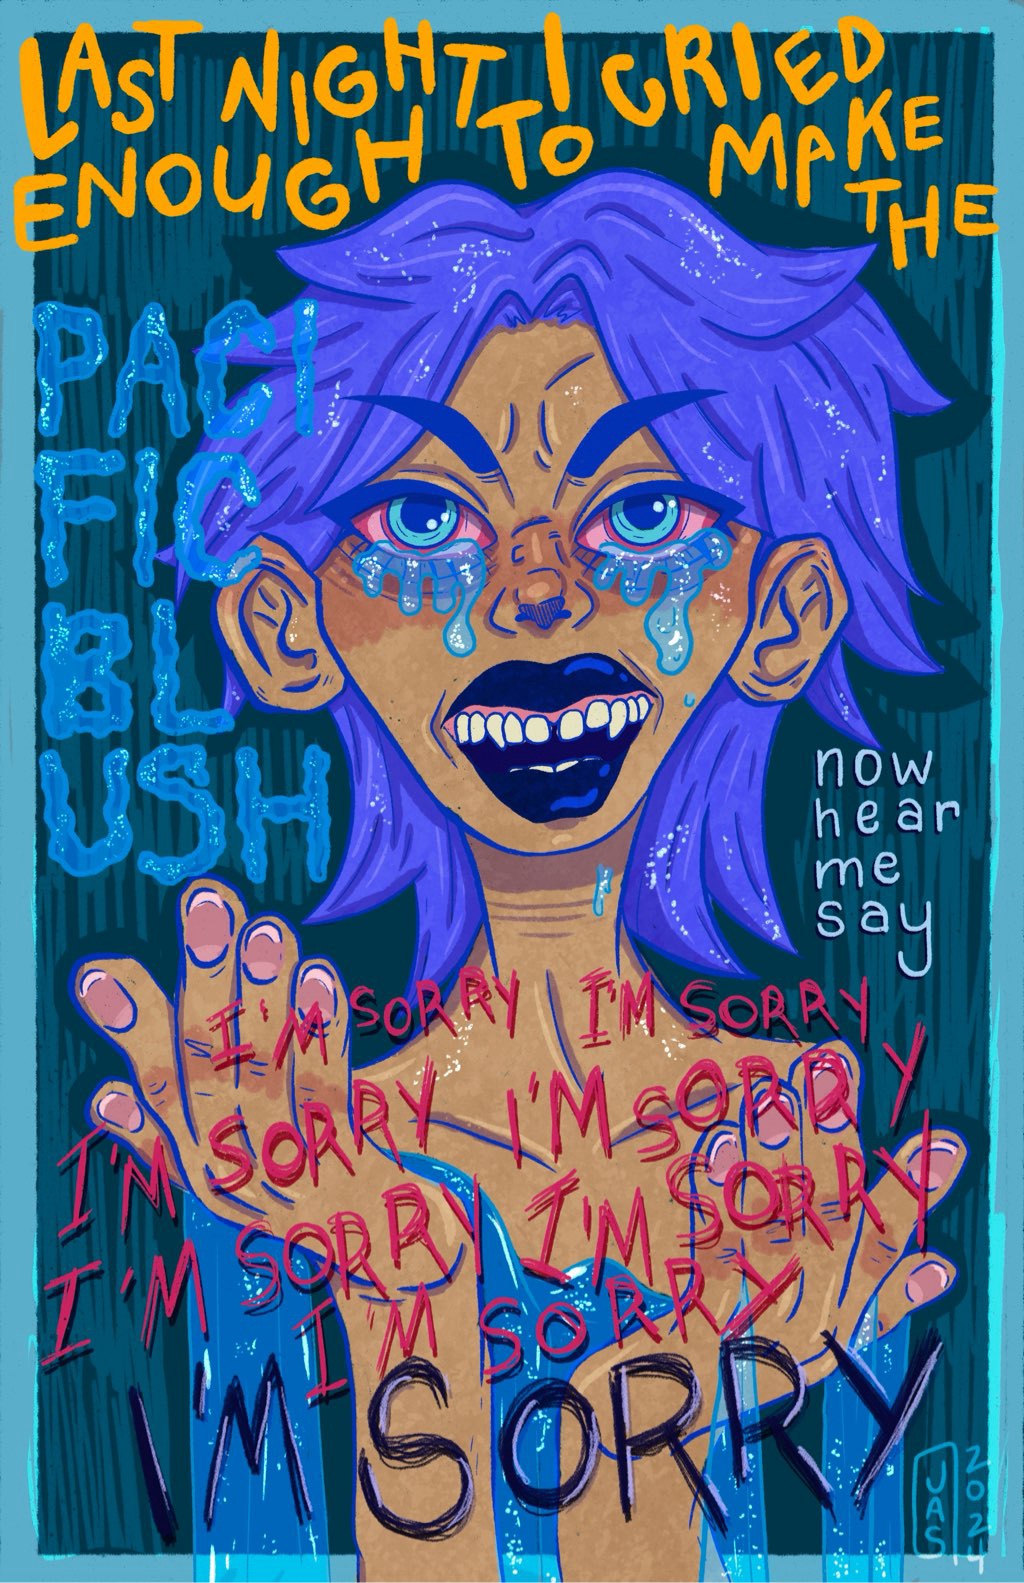 LAST NIGHT I CRIED
ENOUGH TO MAKE
THE
PACI
FIC
BL
USH
now
hear
me
say
I'M SORRY I'M SORRY
I'M SORRY I'M SORRY
I'M SORRY I'M SORRY
I'M SORRY
I'M SORRY
UAS
2024